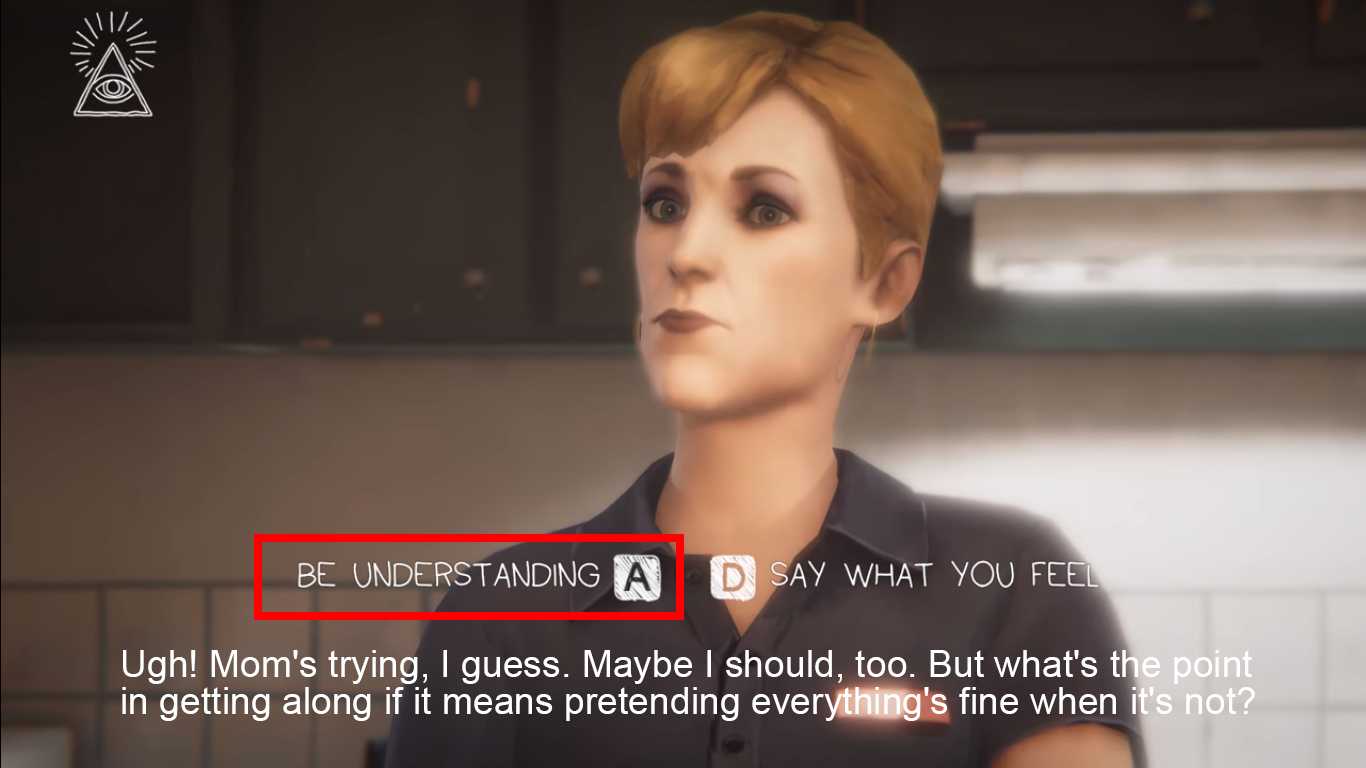 BE UNDERSTANDING A D SAY WHAT YOU FEEL
Ugh! Mom's trying, I guess. Maybe I should, too. But what's the point
in getting along if it means pretending everything's fine when it's not?